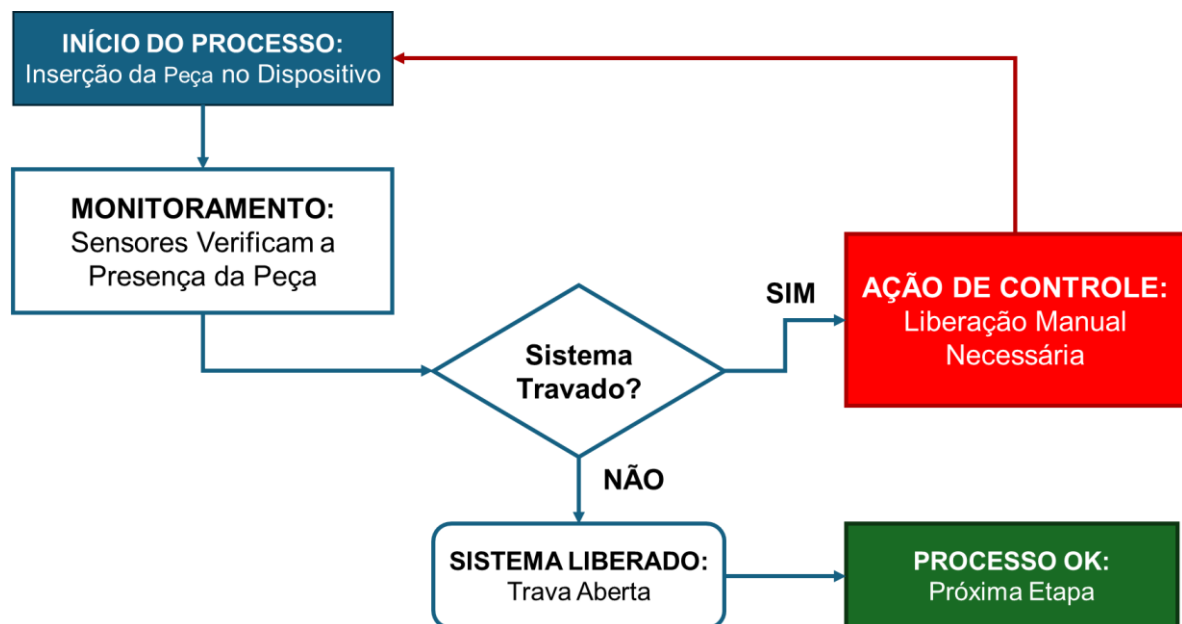 INÍCIO DO PROCESSO:
Inserção da Peça no Dispositivo
MONITORAMENTO:
Sensores Verificam a
Presença da Peça
Sistema
Travado?
SIM
AÇÃO DE CONTROLE:
Liberação Manual
Necessária
NÃO
SISTEMA LIBERADO:
Trava Aberta
PROCESSO OK:
Próxima Etapa